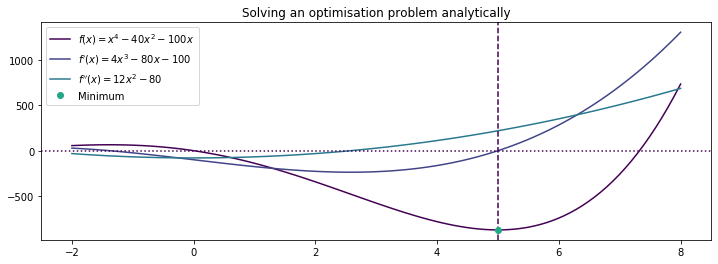 Solving an optimisation problem analytically
f(x) = x⁴ − 40x² − 100x
f′(x) = 4x³ − 80x − 100
f′′(x) = 12x² − 80
Minimum
1000
500
0
−500
−2
0
2
4
6
8